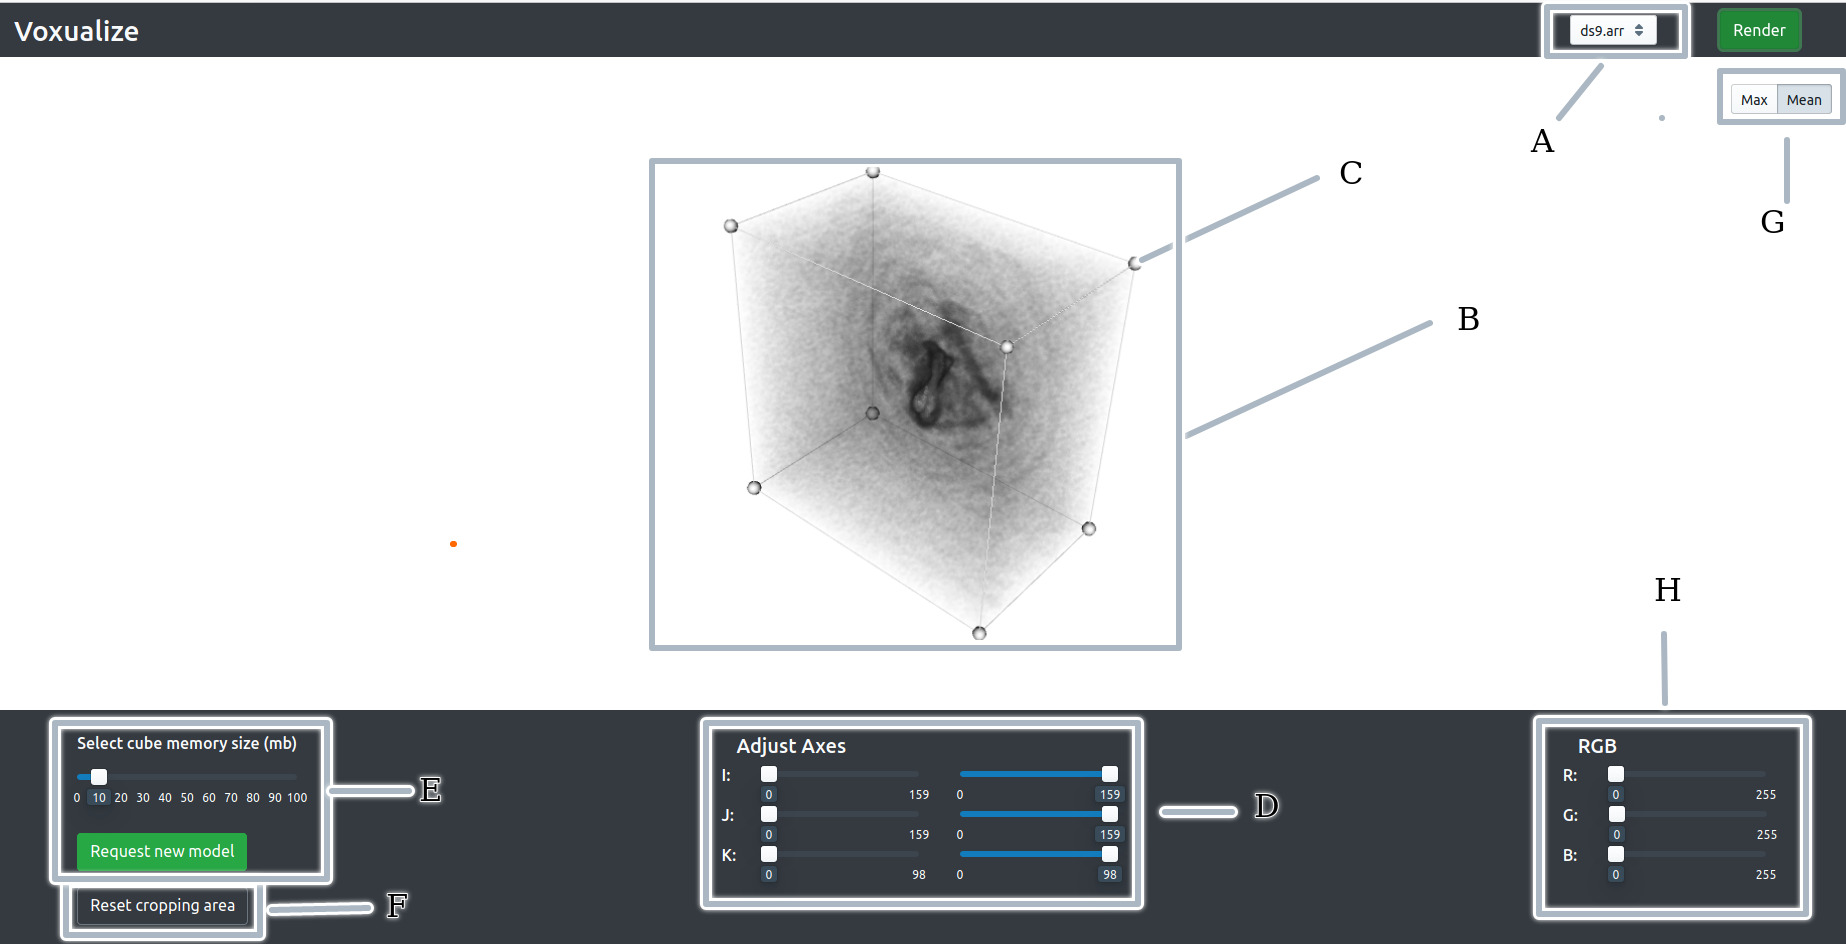 Voxualize
ds9.arr
Render
Max Mean
A
C
G
B
H
Select cube memory size (mb)
0 10 20 30 40 50 60 70 80 90 100
Request new model
E
Reset cropping area
F
Adjust Axes
I:
0 159 0 159
J:
0 159 0 159
K:
0 98 0 98
D
RGB
R:
0 255
G:
0 255
B:
0 255